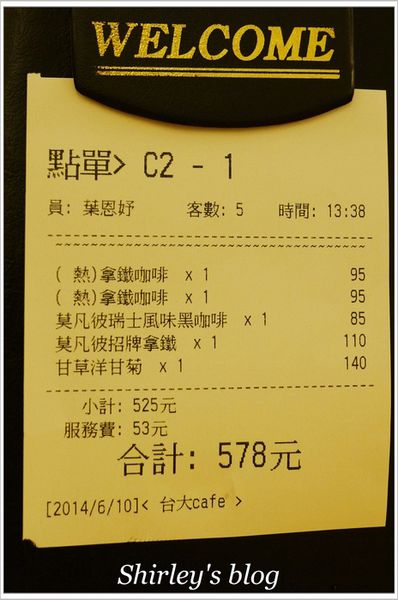 WELCOME
點單> C2 - 1
員: 葉恩妤 客數: 5 時間: 13:38
( 熱)拿鐵咖啡 x 1 95
( 熱)拿鐵咖啡 x 1 95
莫凡彼瑞士風味黑咖啡 x 1 85
莫凡彼招牌拿鐵 x 1 110
甘草洋甘菊 x 1 140
小計: 525元
服務費: 53元
合計: 578元
[2014/6/10]< 台大cafe >
Shirley's blog